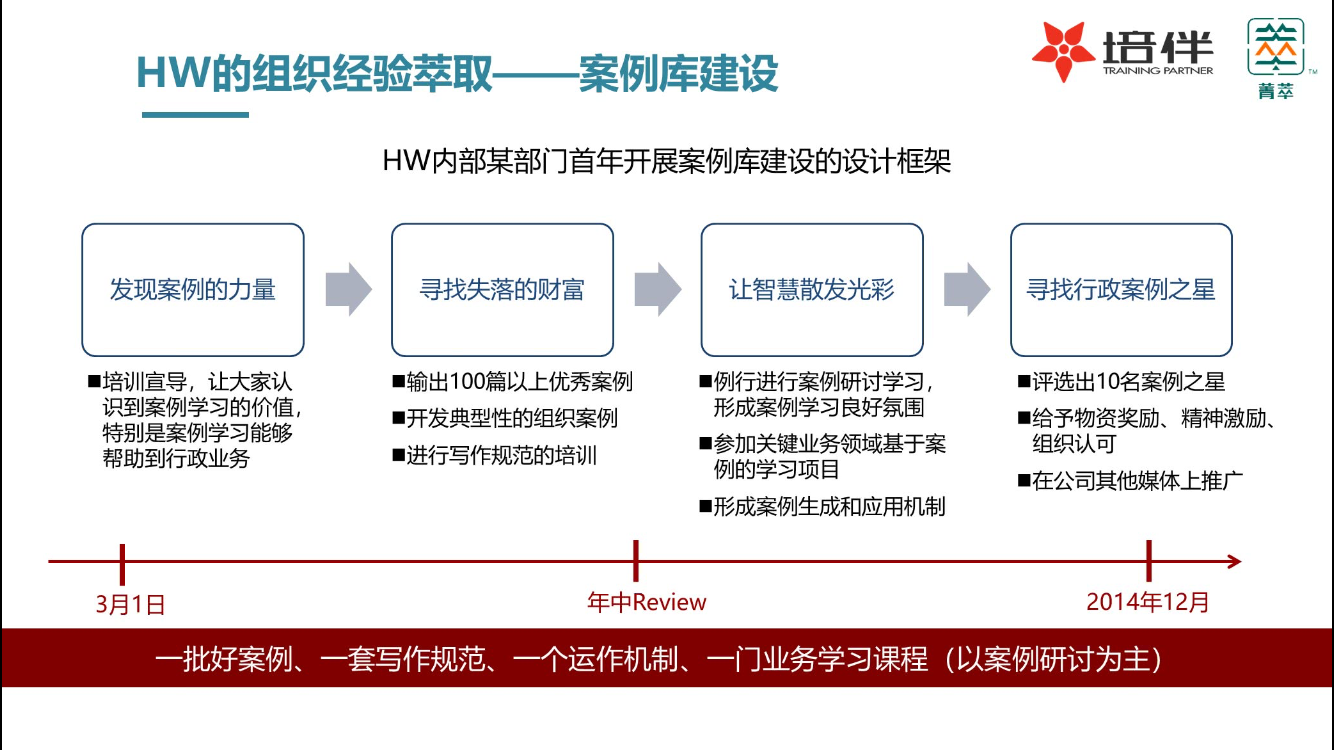 HW的组织经验萃取——案例库建设
培伴
TRAINING PARTNER
萃
TM
菁萃
HW内部某部门首年开展案例库建设的设计框架
发现案例的力量
寻找失落的财富
让智慧散发光彩
寻找行政案例之星
■培训宣导，让大家认
识到案例学习的价值，
特别是案例学习能够
帮助到行政业务
■输出100篇以上优秀案例
■开发典型性的组织案例
■进行写作规范的培训
■例行进行案例研讨学习，
形成案例学习良好氛围
■参加关键业务领域基于案
例的学习项目
■形成案例生成和应用机制
■评选出10名案例之星
■给予物资奖励、精神激励、
组织认可
■在公司其他媒体上推广
3月1日
年中Review
2014年12月
一批好案例、一套写作规范、一个运作机制、一门业务学习课程（以案例研讨为主）